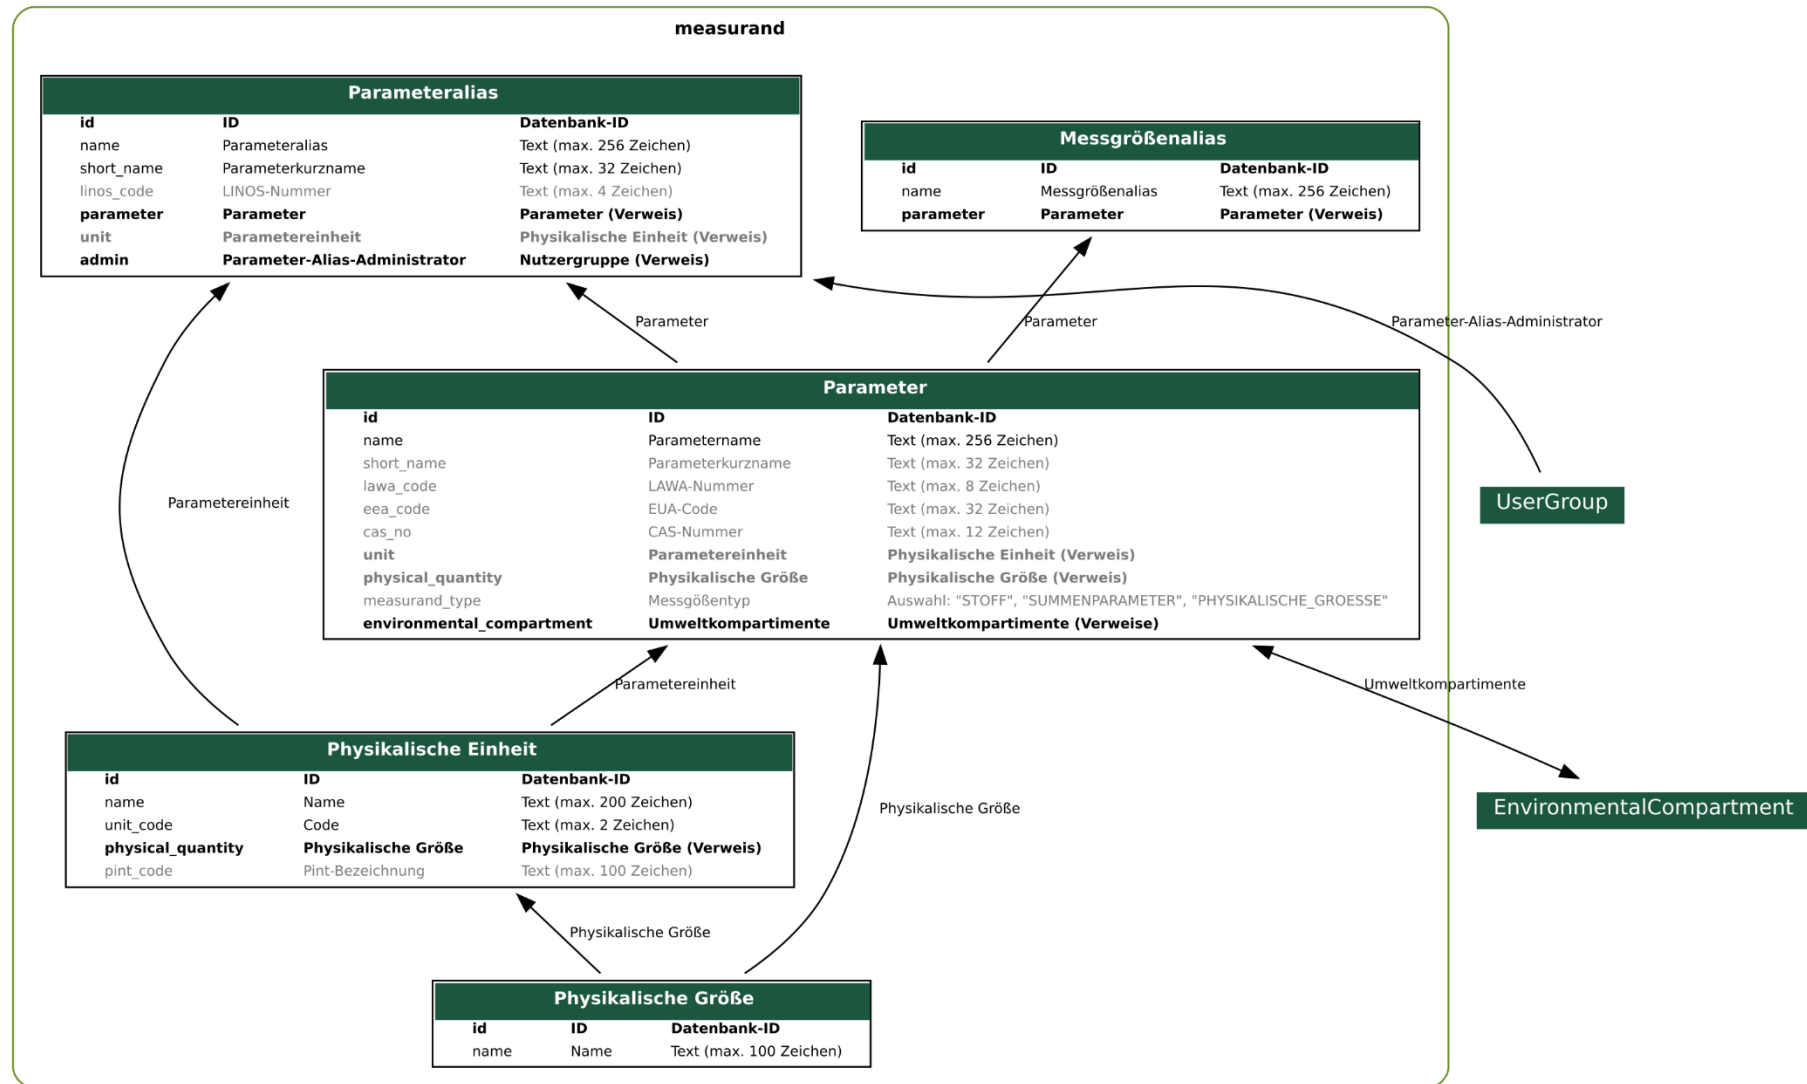 measurand
Parameteralias
id ID Datenbank-ID
name Parameteralias Text (max. 256 Zeichen)
short_name Parameterkurzname Text (max. 32 Zeichen)
linos_code LINOS-Nummer Text (max. 4 Zeichen)
parameter Parameter Parameter (Verweis)
unit Parametereinheit Physikalische Einheit (Verweis)
admin Parameter-Alias-Administrator Nutzergruppe (Verweis)
Messgrößenalias
id ID Datenbank-ID
name Messgrößenalias Text (max. 256 Zeichen)
parameter Parameter Parameter (Verweis)
Parameter
Parameter
Parameter-Alias-Administrator
Parameter
id ID Datenbank-ID
name Parametername Text (max. 256 Zeichen)
short_name Parameterkurzname Text (max. 32 Zeichen)
lawa_code LAWA-Nummer Text (max. 8 Zeichen)
eea_code EUA-Code Text (max. 32 Zeichen)
cas_no CAS-Nummer Text (max. 12 Zeichen)
unit Parametereinheit Physikalische Einheit (Verweis)
physical_quantity Physikalische Größe Physikalische Größe (Verweis)
measurand_type Messgößentyp Auswahl: "STOFF", "SUMMENPARAMETER", "PHYSIKALISCHE_GROESSE"
environmental_compartment Umweltkompartimente Umweltkompartimente (Verweise)
Parametereinheit
UserGroup
Parametereinheit
Umweltkompartimente
Physikalische Einheit
id ID Datenbank-ID
name Name Text (max. 200 Zeichen)
unit_code Code Text (max. 2 Zeichen)
physical_quantity Physikalische Größe Physikalische Größe (Verweis)
pint_code Pint-Bezeichnung Text (max. 100 Zeichen)
Physikalische Größe
EnvironmentalCompartment
Physikalische Größe
Physikalische Größe
id ID Datenbank-ID
name Name Text (max. 100 Zeichen)